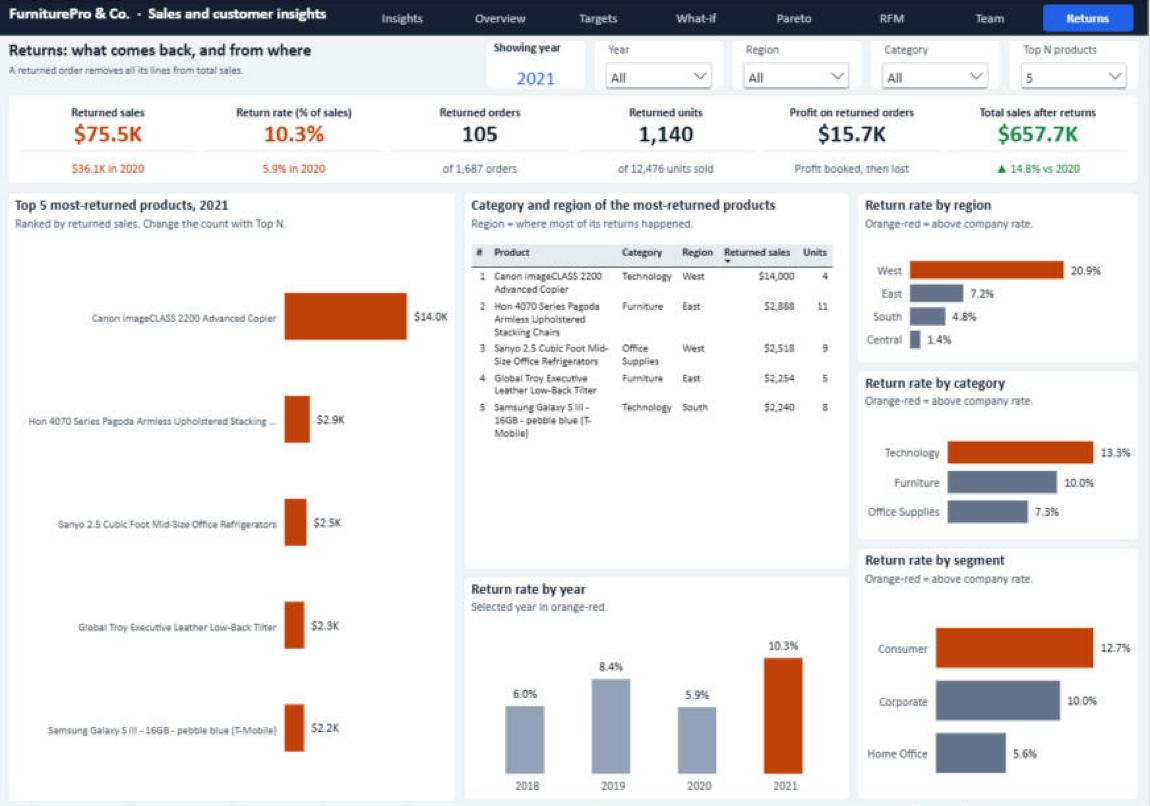 FurniturePro & Co. · Sales and customer insights
Insights
Overview
Targets
What-if
Pareto
RFM
Team
Returns
Returns: what comes back, and from where
A returned order removes all its lines from total sales.
Showing year
2021
Year
All
Region
All
Category
All
Top N products
5
Returned sales
$75.5K
$36.1K in 2020
Return rate (% of sales)
10.3%
5.9% in 2020
Returned orders
105
of 1,687 orders
Returned units
1,140
of 12,476 units sold
Profit on returned orders
$15.7K
Profit booked, then lost
Total sales after returns
$657.7K
▲ 14.8% vs 2020
Top 5 most-returned products, 2021
Ranked by returned sales. Change the count with Top N.
Canon imageCLASS 2200 Advanced Copier
$14.0K
Hon 4070 Series Pagoda Armless Upholstered Stacking ...
$2.9K
Sanyo 2.5 Cubic Foot Mid-Size Office Refrigerators
$2.5K
Global Troy Executive Leather Low-Back Tilter
$2.3K
Samsung Galaxy S III - 16GB - pebble blue (T-Mobile)
$2.2K
Category and region of the most-returned products
Region = where most of its returns happened.
# Product Category Region Returned sales Units
1 Canon imageCLASS 2200 Technology West $14,000 4
Advanced Copier
2 Hon 4070 Series Pagoda Furniture East $2,888 11
Armless Upholstered
Stacking Chairs
3 Sanyo 2.5 Cubic Foot Mid- Office West $2,518 9
Size Office Refrigerators Supplies
4 Global Troy Executive Furniture East $2,254 5
Leather Low-Back Tilter
5 Samsung Galaxy S III - Technology South $2,240 8
16GB - pebble blue (T-
Mobile)
Return rate by year
Selected year in orange-red.
6.0%
8.4%
5.9%
10.3%
2018
2019
2020
2021
Return rate by region
Orange-red = above company rate.
West 20.9%
East 7.2%
South 4.8%
Central 1.4%
Return rate by category
Orange-red = above company rate.
Technology 13.3%
Furniture 10.0%
Office Supplies 7.3%
Return rate by segment
Orange-red = above company rate.
Consumer 12.7%
Corporate 10.0%
Home Office 5.6%